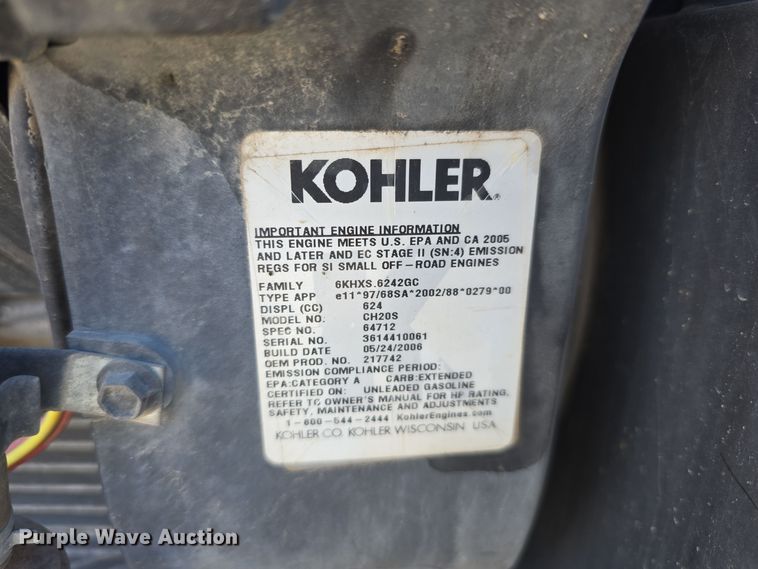 KOHLER®
IMPORTANT ENGINE INFORMATION
THIS ENGINE MEETS U.S. EPA AND CA 2005
AND LATER AND EC STAGE II (SN:4) EMISSION
REGS FOR SI SMALL OFF-ROAD ENGINES
FAMILY 6KHXS.6242GC
TYPE APP e11*97/68SA*2002/88*0279*00
DISPL (CC) 624
MODEL NO. CH20S
SPEC NO. 64712
SERIAL NO. 3614410061
BUILD DATE 05/24/2006
OEM PROD. NO. 217742
EMISSION COMPLIANCE PERIOD:
EPA:CATEGORY A CARB:EXTENDED
CERTIFIED ON: UNLEADED GASOLINE
REFER TO OWNER'S MANUAL FOR HP RATING,
SAFETY, MAINTENANCE AND ADJUSTMENTS
1-800-544-2444 KohlerEngines.com
KOHLER CO. KOHLER WISCONSIN USA
Purple Wave Auction